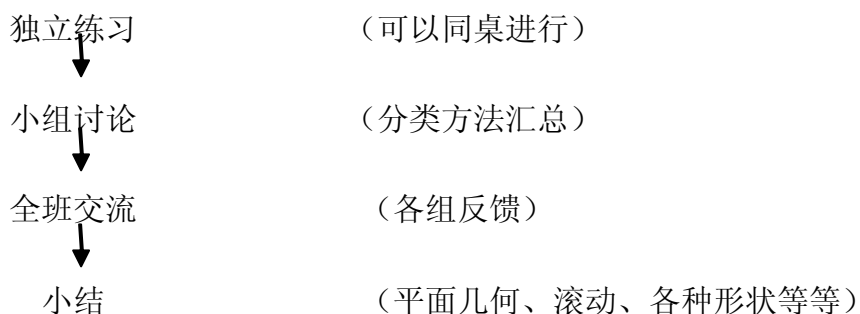 独立练习 （可以同桌进行）
小组讨论 （分类方法汇总）
全班交流 （各组反馈）
小结 （平面几何、滚动、各种形状等等）